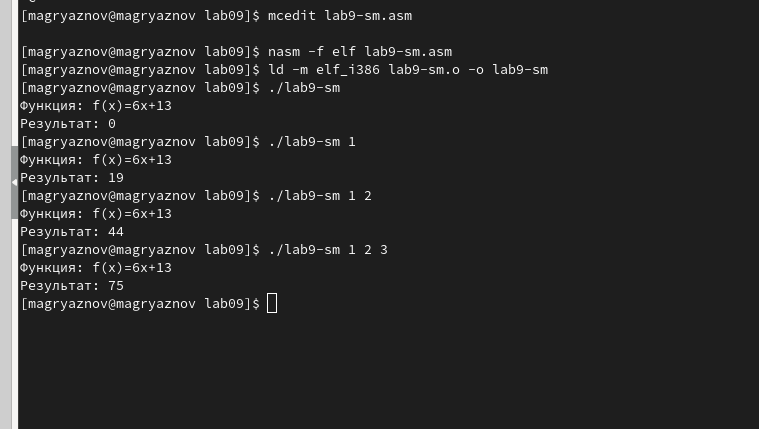 [magryaznov@magryaznov lab09]$ mcedit lab9-sm.asm
[magryaznov@magryaznov lab09]$ nasm -f elf lab9-sm.asm
[magryaznov@magryaznov lab09]$ ld -m elf_i386 lab9-sm.o -o lab9-sm
[magryaznov@magryaznov lab09]$ ./lab9-sm
Функция: f(x)=6x+13
Результат: 0
[magryaznov@magryaznov lab09]$ ./lab9-sm 1
Функция: f(x)=6x+13
Результат: 19
[magryaznov@magryaznov lab09]$ ./lab9-sm 1 2
Функция: f(x)=6x+13
Результат: 44
[magryaznov@magryaznov lab09]$ ./lab9-sm 1 2 3
Функция: f(x)=6x+13
Результат: 75
[magryaznov@magryaznov lab09]$